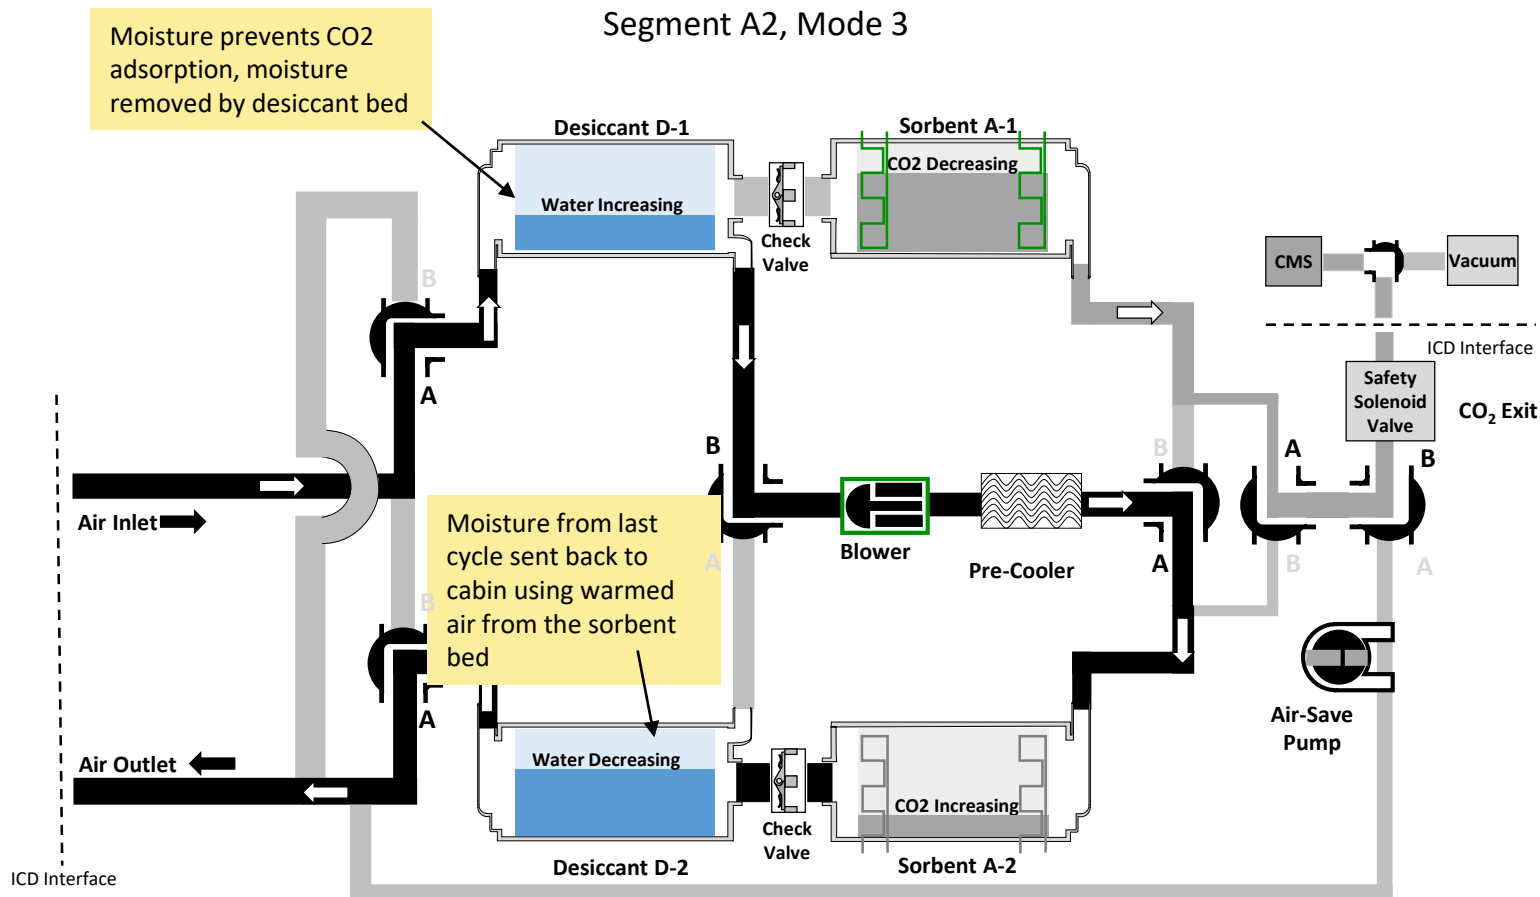 Segment A2, Mode 3
Moisture prevents CO2
adsorption, moisture
removed by desiccant bed
Desiccant D-1
Sorbent A-1
CO2 Decreasing
Water Increasing
Check
Valve
CMS
Vacuum
ICD Interface
Safety
Solenoid
Valve
CO₂ Exit
B
A
B
B
A
B
Air Inlet
Moisture from last
cycle sent back to
cabin using warmed
air from the sorbent
bed
Blower
Pre-Cooler
A
A
B
A
B
A
Air-Save
Pump
Air Outlet
Water Decreasing
CO2 Increasing
Check
Valve
Desiccant D-2
Sorbent A-2
ICD Interface